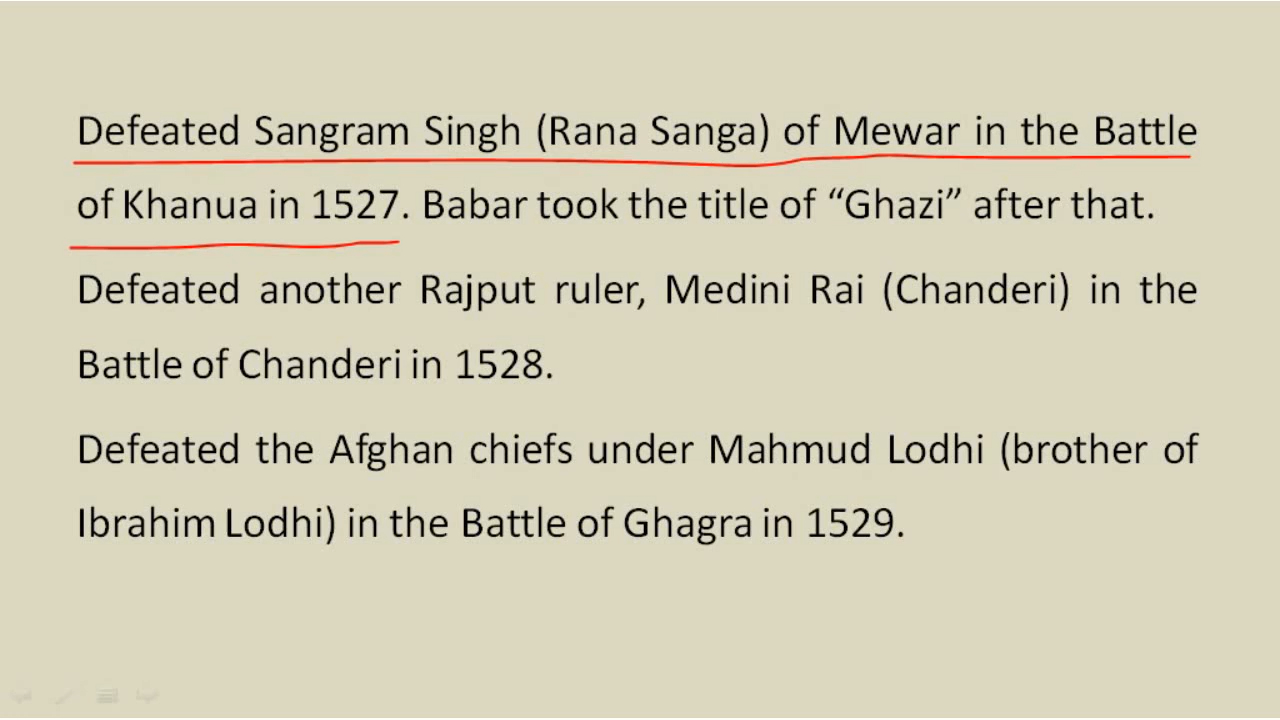 Defeated Sangram Singh (Rana Sanga) of Mewar in the Battle
of Khanua in 1527. Babar took the title of “Ghazi” after that.
Defeated another Rajput ruler, Medini Rai (Chanderi) in the
Battle of Chanderi in 1528.
Defeated the Afghan chiefs under Mahmud Lodhi (brother of
Ibrahim Lodhi) in the Battle of Ghagra in 1529.